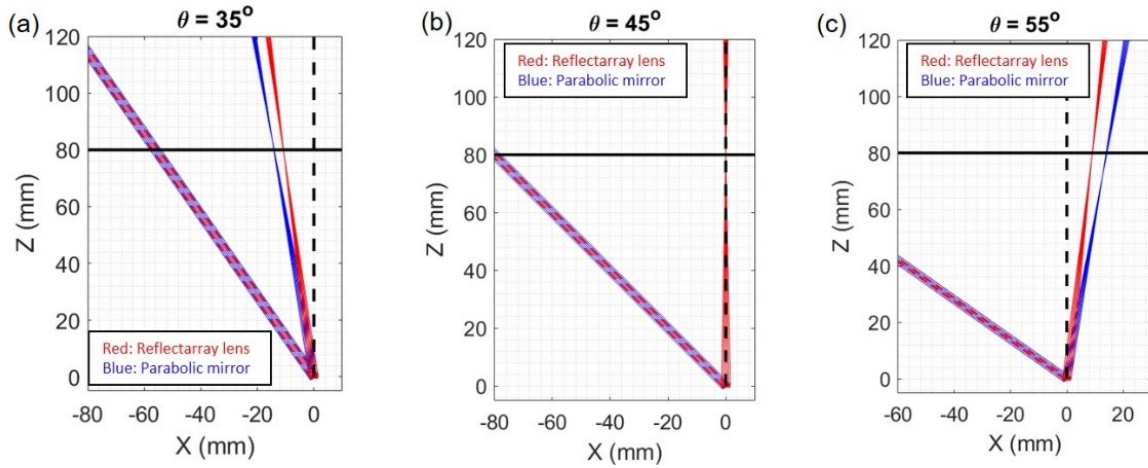 (a)
θ = 35°
120
100
80
60
40
20
0
Z (mm)
-80
-60
-40
-20
0
X (mm)
Red: Reflectarray lens
Blue: Parabolic mirror
(b)
θ = 45°
120
100
80
60
40
20
0
Z (mm)
-80
-60
-40
-20
0
X (mm)
Red: Reflectarray lens
Blue: Parabolic mirror
(c)
θ = 55°
120
100
80
60
40
20
0
Z (mm)
-60
-40
-20
0
20
X (mm)
Red: Reflectarray lens
Blue: Parabolic mirror